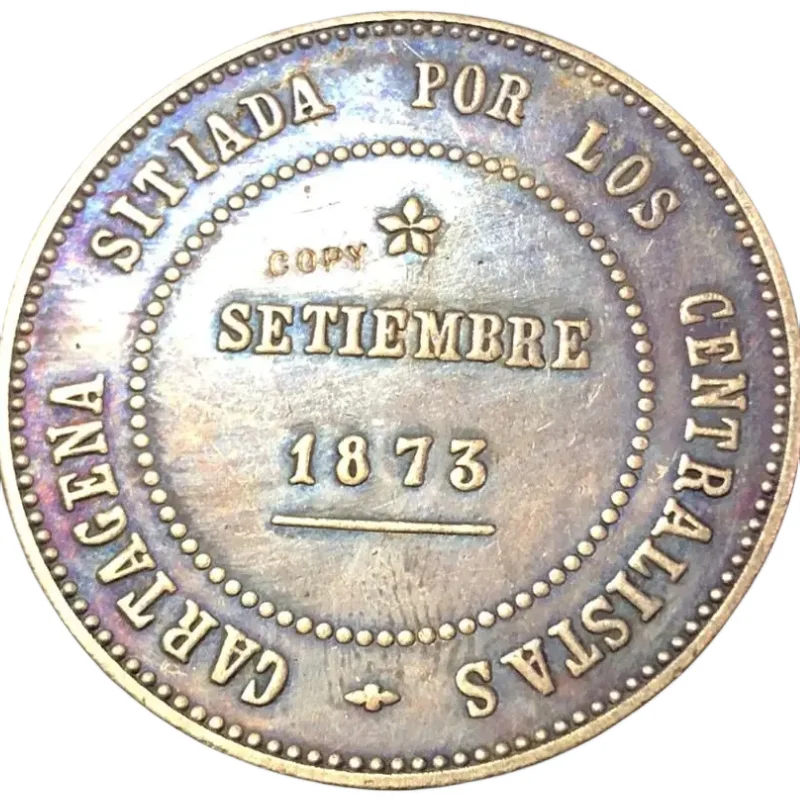 CARTAGENA SITIADA POR LOS CENTRALISTAS
COPY
SETIEMBRE
1873